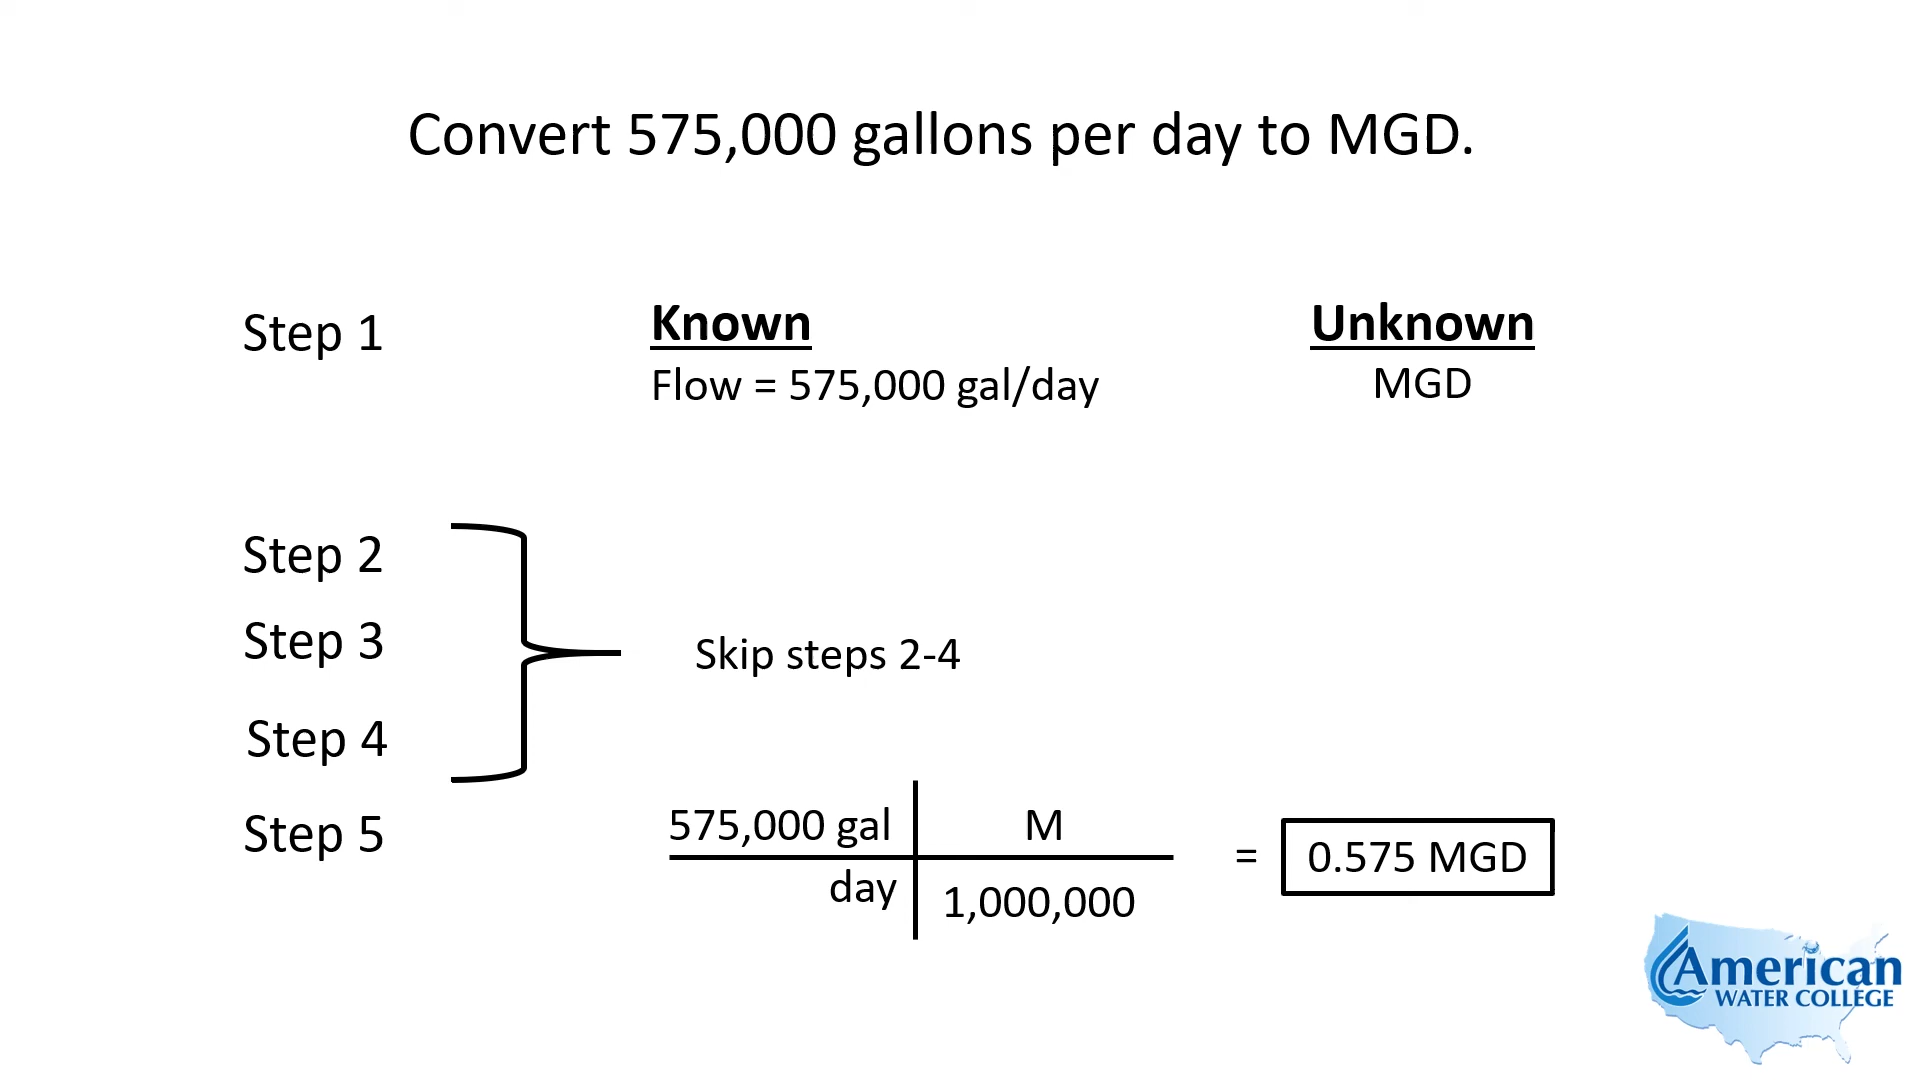 Convert 575,000 gallons per day to MGD.
Step 1
Known
Unknown
Flow = 575,000 gal/day
MGD
Step 2
Step 3
Skip steps 2-4
Step 4
Step 5
575,000 gal
M
day
1,000,000
=
0.575 MGD
American
WATER COLLEGE